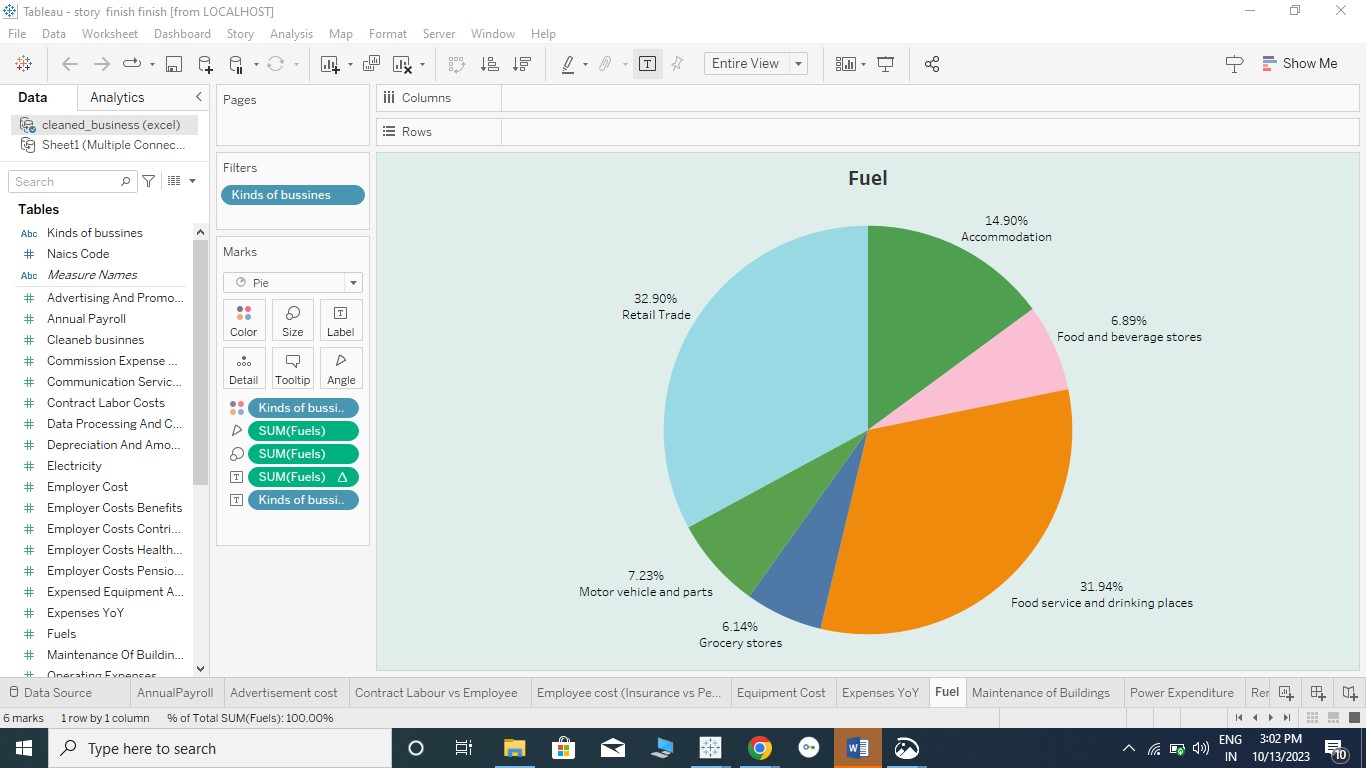 Tableau - story  finish finish [from LOCALHOST]
File Data Worksheet Dashboard Story Analysis Map Format Server Window Help
Entire View
Show Me
Data Analytics
cleaned_business (excel)
Sheet1 (Multiple Connec...
Search
Tables
Abc Kinds of bussines
# Naics Code
Abc Measure Names
# Advertising And Promo...
# Annual Payroll
# Cleaneb businnes
# Commission Expense ...
# Communication Servic...
# Contract Labor Costs
# Data Processing And C...
# Depreciation And Amo...
# Electricity
# Employer Cost
# Employer Costs Benefits
# Employer Costs Contri...
# Employer Costs Health...
# Employer Costs Pensio...
# Expensed Equipment A...
# Expenses YoY
# Fuels
# Maintenance Of Buildin...
# Operating Expenses
Pages
Filters
Kinds of bussines
Marks
Pie
Color Size Label
Detail Tooltip Angle
Kinds of bussi..
SUM(Fuels)
SUM(Fuels)
SUM(Fuels) Δ
Kinds of bussi..
Columns
Rows
Fuel
14.90%
Accommodation
6.89%
Food and beverage stores
31.94%
Food service and drinking places
6.14%
Grocery stores
7.23%
Motor vehicle and parts
32.90%
Retail Trade
Data Source AnnualPayroll Advertisement cost Contract Labour vs Employee Employee cost (Insurance vs Pe... Equipment Cost Expenses YoY Fuel Maintenance of Buildings Power Expenditure Rer
6 marks 1 row by 1 column % of Total SUM(Fuels): 100.00%
Type here to search
ENG
IN
3:02 PM
10/13/2023
10